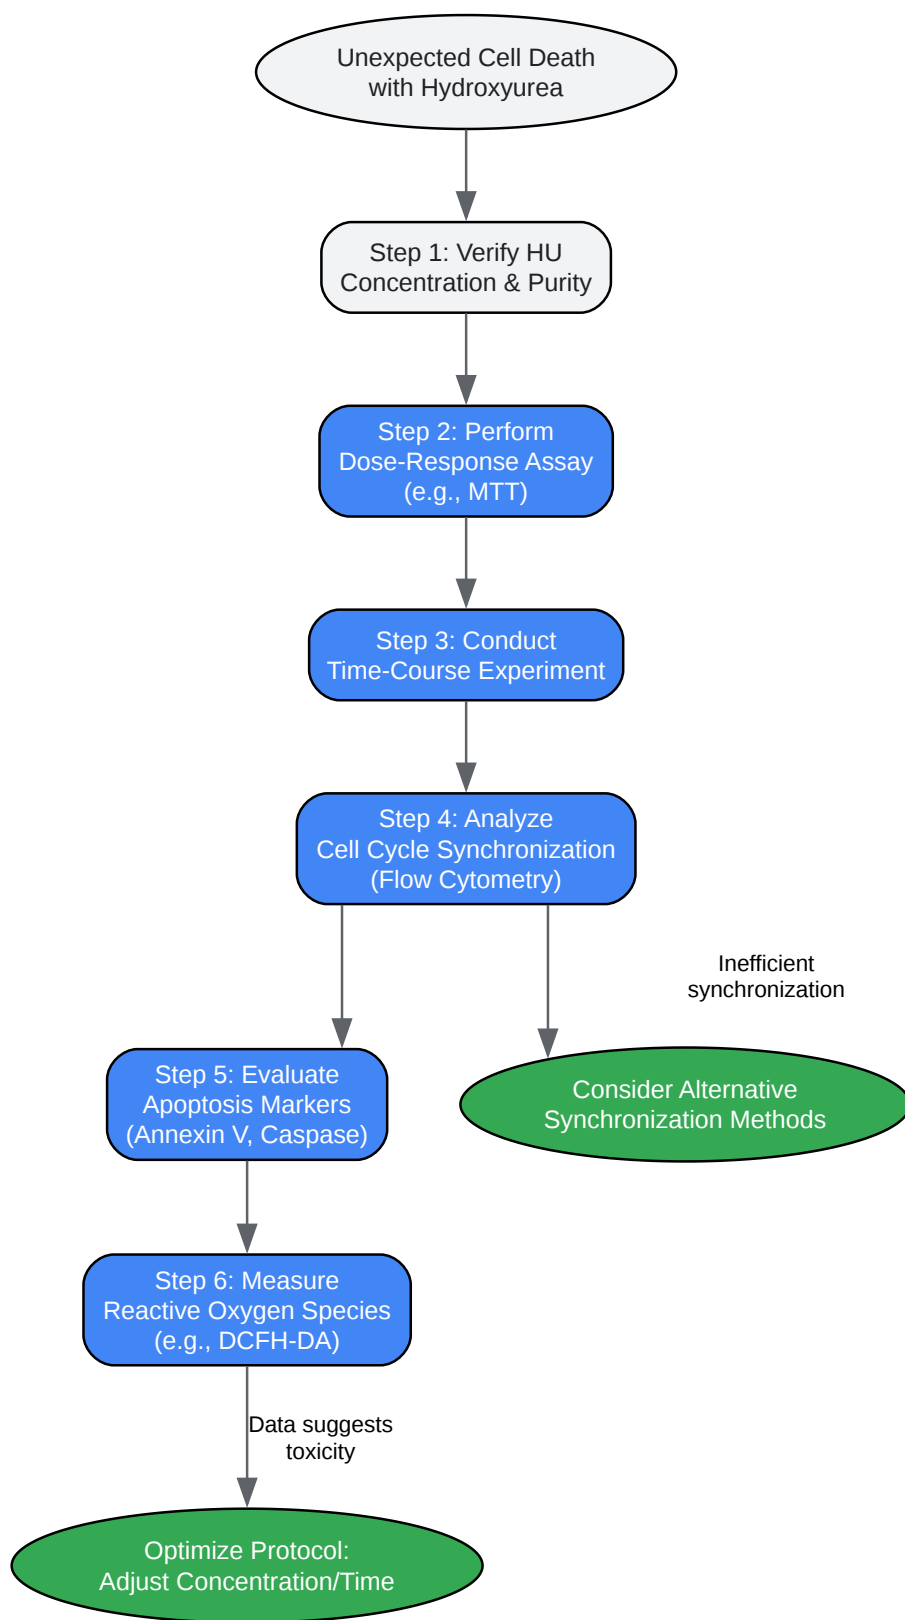 Unexpected Cell Death
with Hydroxyurea
Step 1: Verify HU
Concentration & Purity
Step 2: Perform
Dose-Response Assay
(e.g., MTT)
Step 3: Conduct
Time-Course Experiment
Step 4: Analyze
Cell Cycle Synchronization
(Flow Cytometry)
Inefficient
synchronization
Step 5: Evaluate
Apoptosis Markers
(Annexin V, Caspase)
Consider Alternative
Synchronization Methods
Step 6: Measure
Reactive Oxygen Species
(e.g., DCFH-DA)
Data suggests
toxicity
Optimize Protocol:
Adjust Concentration/Time